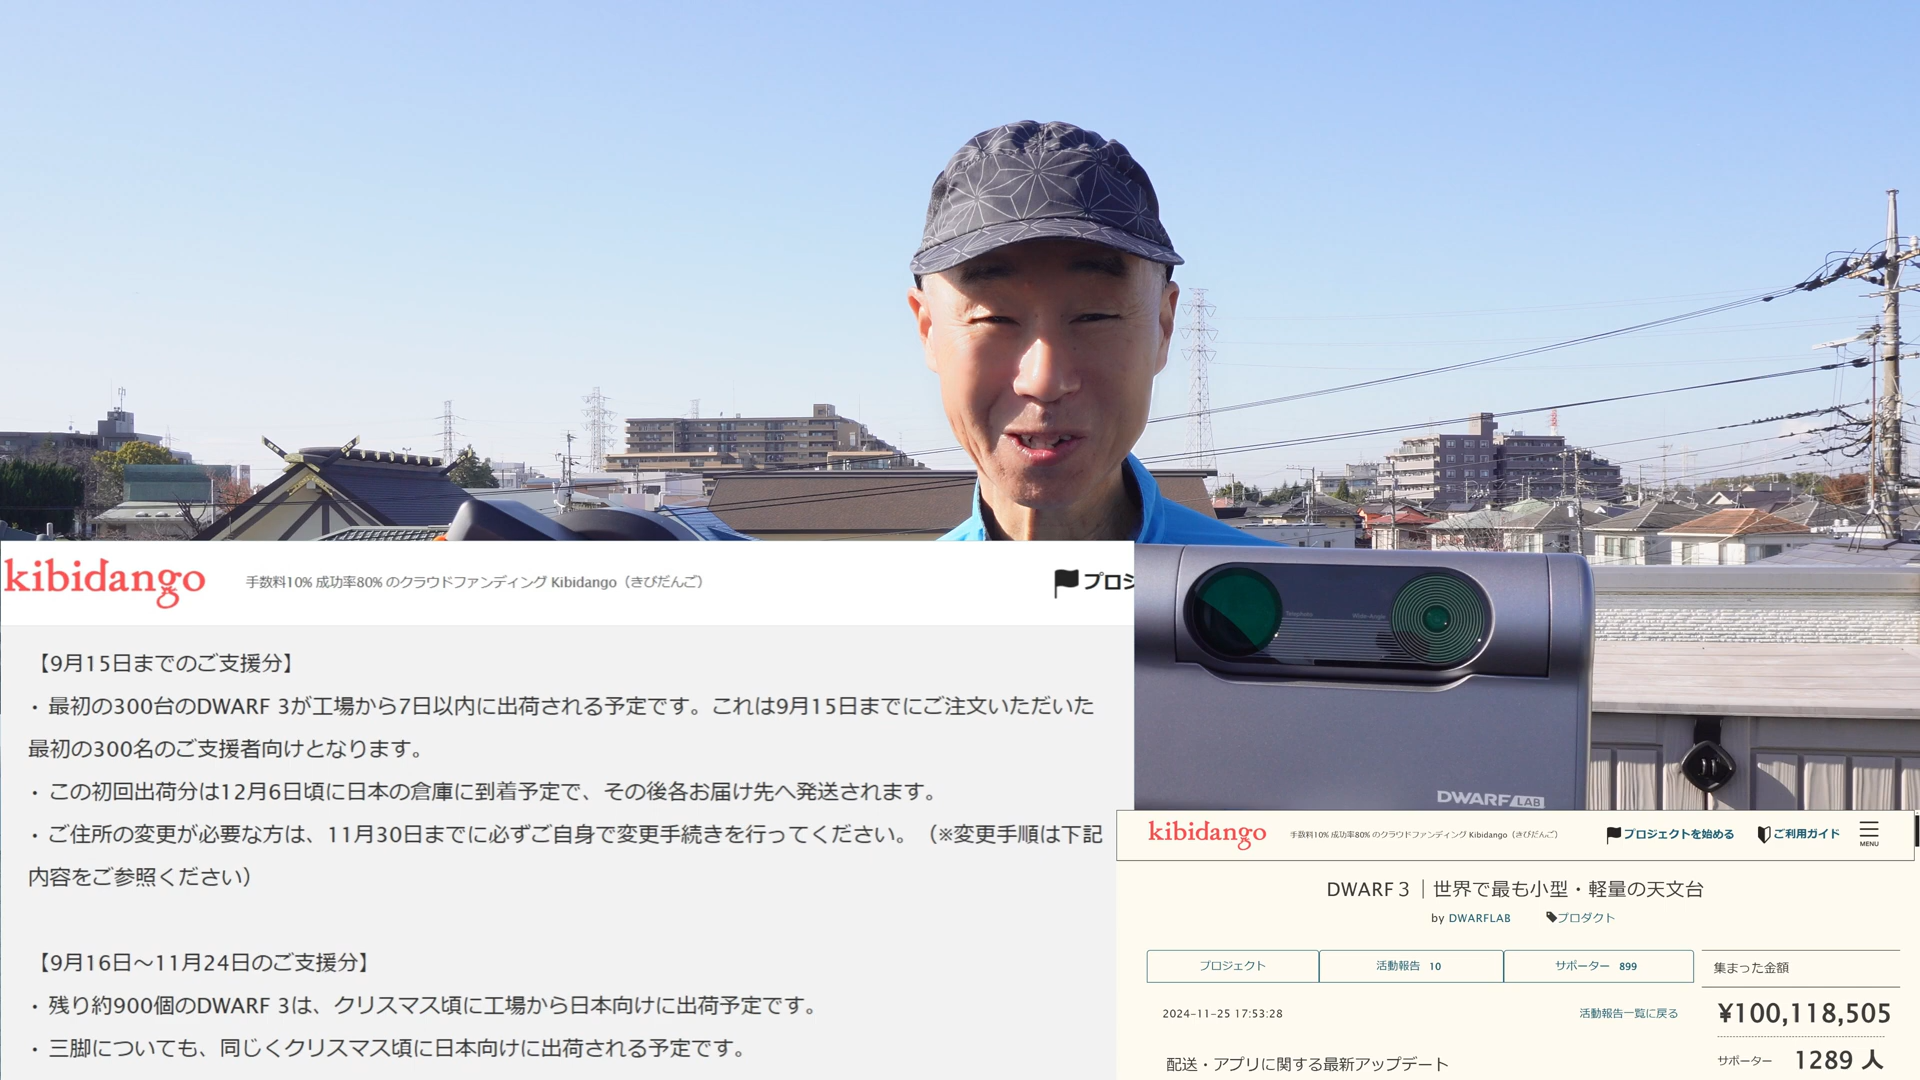 kibidango
手数料10% 成功率80% のクラウドファンディング Kibidango（きびだんご）
プロジ
【9月15日までのご支援分】
・最初の300台のDWARF 3が工場から7日以内に出荷される予定です。これは9月15日までにご注文いただいた
最初の300名のご支援者向けとなります。
・この初回出荷分は12月6日頃に日本の倉庫に到着予定で、その後各お届け先へ発送されます。
・ご住所の変更が必要な方は、11月30日までに必ずご自身で変更手続きを行ってください。（※変更手順は下記
内容をご参照ください）
【9月16日～11月24日のご支援分】
・残り約900個のDWARF 3は、クリスマス頃に工場から日本向けに出荷予定です。
・三脚についても、同じくクリスマス頃に日本向けに出荷される予定です。
Telephoto
Wide-Angle
DWARFLAB
kibidango
手数料10% 成功率80% のクラウドファンディング Kibidango（きびだんご）
プロジェクトを始める
ご利用ガイド
MENU
DWARF 3｜世界で最も小型・軽量の天文台
by DWARFLAB
プロダクト
プロジェクト
活動報告 10
サポーター 899
集まった金額
2024-11-25 17:53:28
活動報告一覧に戻る
¥100,118,505
配送・アプリに関する最新アップデート
サポーター 1289 人